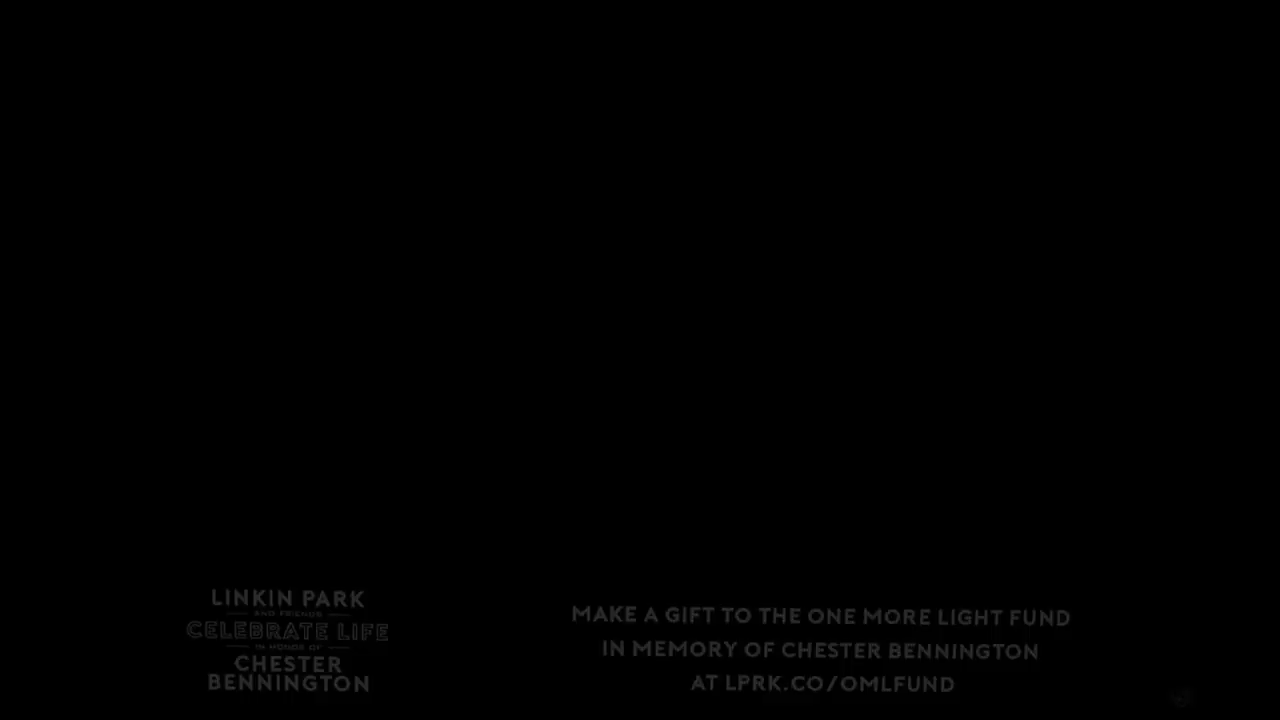 LINKIN PARK
AND FRIENDS
CELEBRATE LIFE
IN HONOR OF
CHESTER
BENNINGTON
MAKE A GIFT TO THE ONE MORE LIGHT FUND
IN MEMORY OF CHESTER BENNINGTON
AT LPRK.CO/OMLFUND